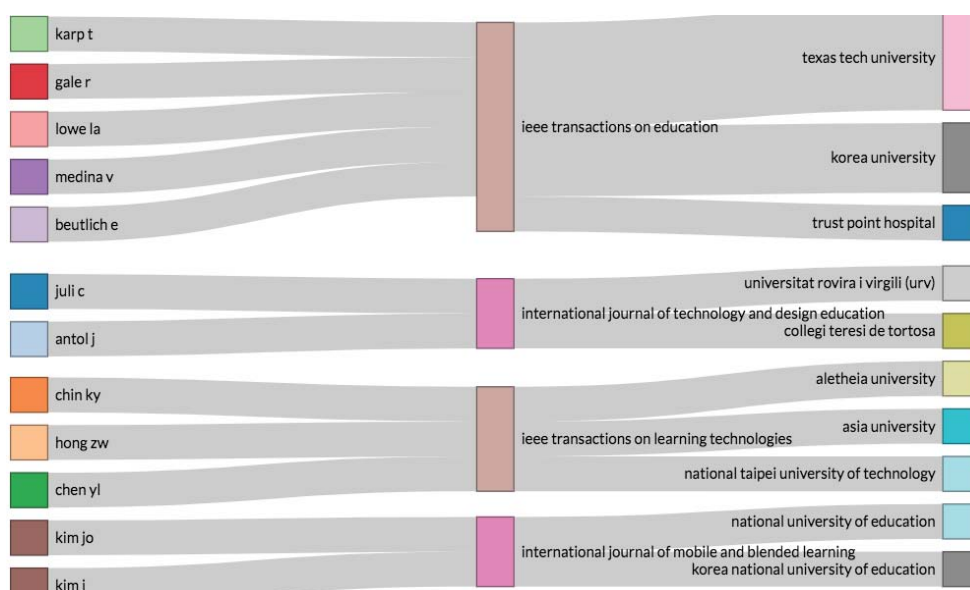 karp t
gale r
lowe la
medina v
beutlich e
juli c
antol j
chin ky
hong zw
chen yl
kim jo
kim i
ieee transactions on education
international journal of technology and design education
ieee transactions on learning technologies
international journal of mobile and blended learning
texas tech university
korea university
trust point hospital
universitat rovira i virgili (urv)
collegi teresi de tortosa
aletheia university
asia university
national taipei university of technology
national university of education
korea national university of education